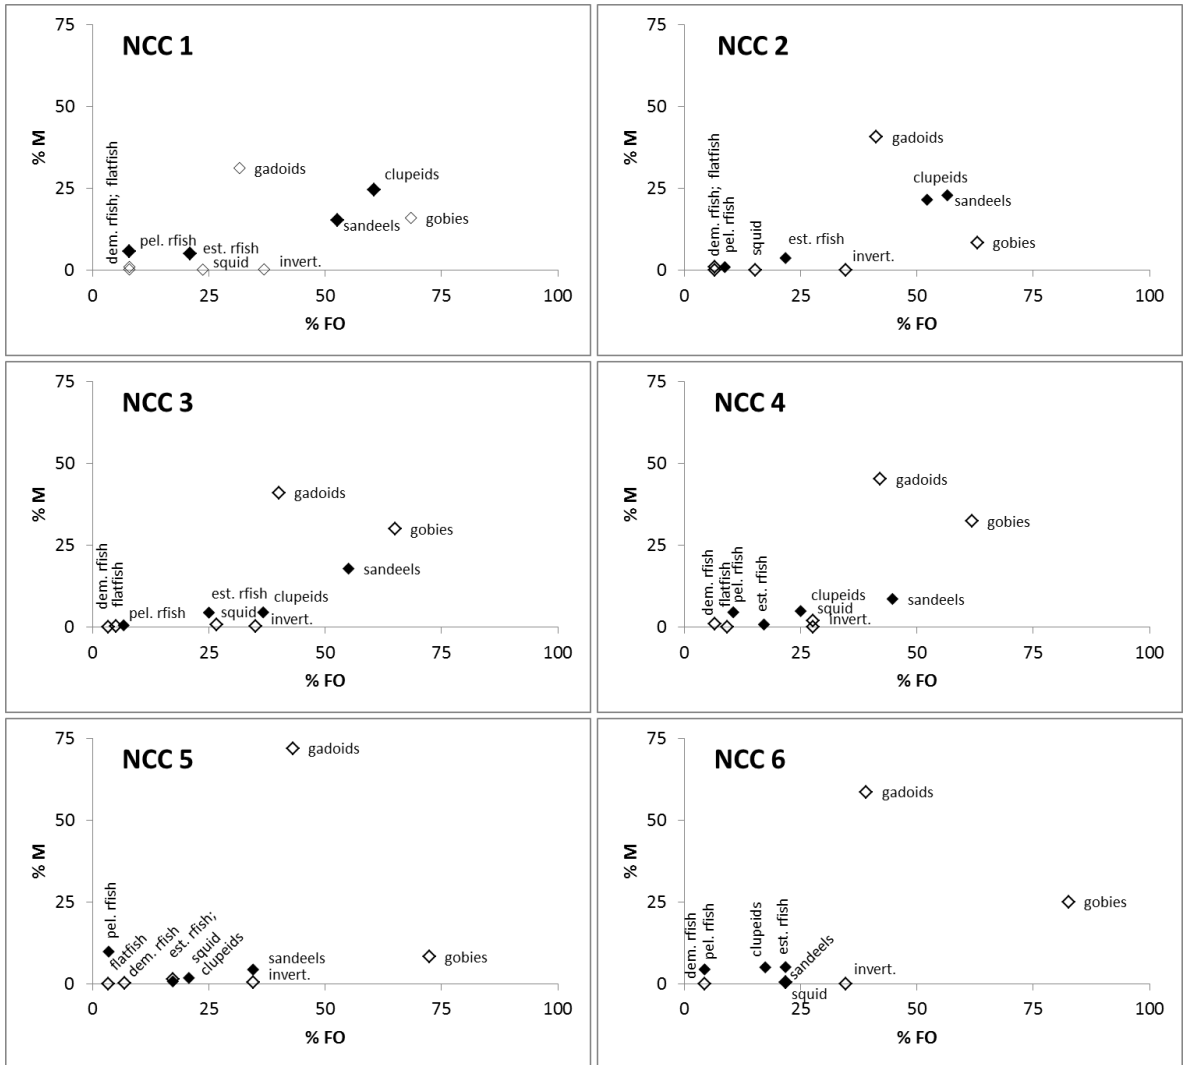 NCC 1
75
50
25
0
% M
dem. rfish; flatfish
gadoids
clupeids
sandeels
gobies
pel. rfish
est. rfish
squid
invert.
0 25 50 75 100
% FO
NCC 2
75
50
25
0
% M
dem. rfish; flatfish
pel. rfish
squid
gadoids
clupeids
sandeels
est. rfish
gobies
invert.
0 25 50 75 100
% FO
NCC 3
75
50
25
0
% M
dem. rfish
flatfish
gadoids
gobies
sandeels
est. rfish
clupeids
pel. rfish
squid
invert.
0 25 50 75 100
% FO
NCC 4
75
50
25
0
% M
dem. rfish
flatfish
pel. rfish
est. rfish
gadoids
gobies
clupeids
sandeels
squid
invert.
0 25 50 75 100
% FO
NCC 5
75
50
25
0
% M
gadoids
pel. rfish
flatfish
dem. rfish
est. rfish;
squid
clupeids
sandeels
invert.
gobies
0 25 50 75 100
% FO
NCC 6
75
50
25
0
% M
gadoids
gobies
dem. rfish
pel. rfish
clupeids
est. rfish
sandeels
squid
invert.
0 25 50 75 100
% FO